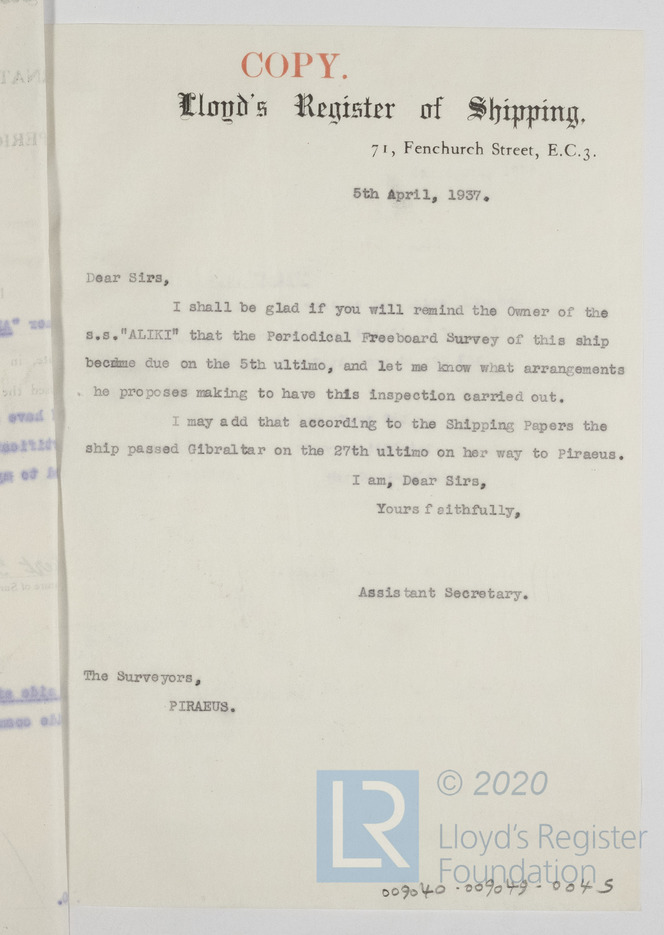 COPY.
Lloyd's Register of Shipping,
71, Fenchurch Street, E.C.3.
5th April, 1937.
Dear Sirs,
I shall be glad if you will remind the Owner of the
s.s."ALIKI" that the Periodical Freeboard Survey of this ship
became due on the 5th ultimo, and let me know what arrangements
he proposes making to have this inspection carried out.
I may add that according to the Shipping Papers the
ship passed Gibraltar on the 27th ultimo on her way to Piraeus.
I am, Dear Sirs,
Yours faithfully,
Assistant Secretary.
The Surveyors,
PIRAEUS.
LR
© 2020
Lloyd's Register
Foundation
009040-009049-0045